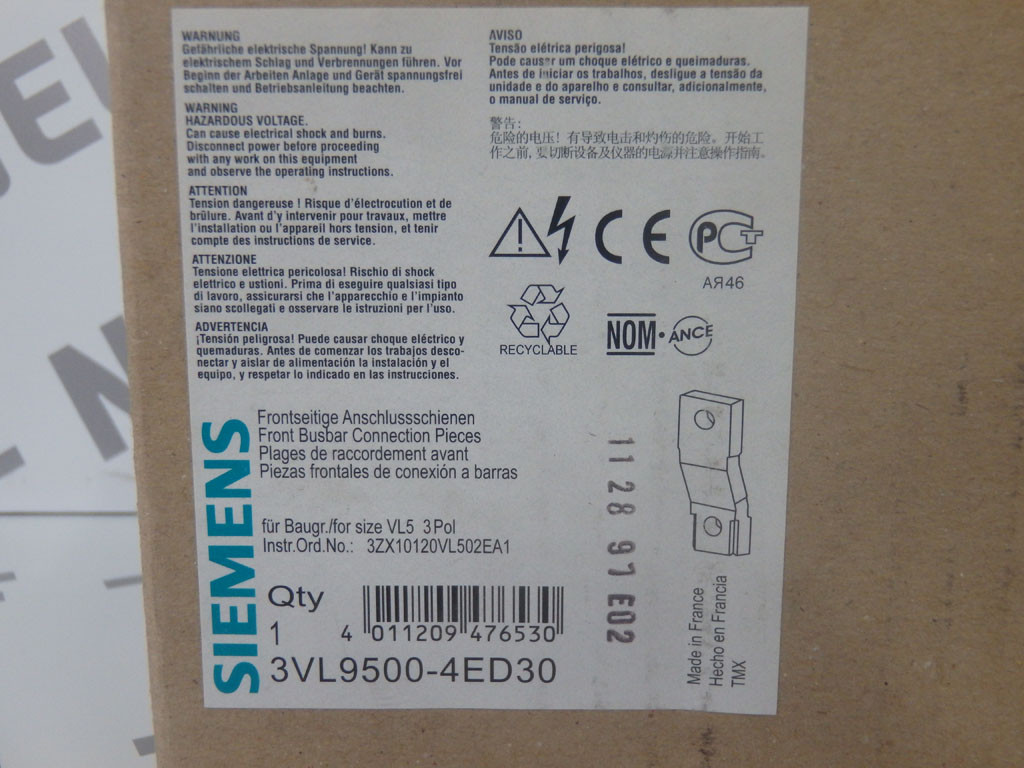 WARNUNG
Gefährliche elektrische Spannung! Kann zu
elektrischem Schlag und Verbrennungen führen. Vor
Beginn der Arbeiten Anlage und Gerät spannungsfrei
schalten und Betriebsanleitung beachten.
WARNING
HAZARDOUS VOLTAGE.
Can cause electrical shock and burns.
Disconnect power before proceeding
with any work on this equipment
and observe the operating instructions.
ATTENTION
Tension dangereuse ! Risque d'électrocution et de
brûlure. Avant d'y intervenir pour travaux, mettre
l'installation ou l'appareil hors tension, et tenir
compte des instructions de service.
ATTENZIONE
Tensione elettrica pericolosa! Rischio di shock
elettrico e ustioni. Prima di eseguire qualsiasi tipo
di lavoro, assicurarsi che l'apparecchio e l'impianto
siano scollegati e osservare le istruzioni per l'uso.
ADVERTENCIA
¡Tensión peligrosa! Puede causar choque eléctrico y
quemaduras. Antes de comenzar los trabajos desco-
nectar y aislar de alimentación la instalación y el
equipo, y respetar lo indicado en las instrucciones.
AVISO
Tensão elétrica perigosa!
Pode causar um choque elétrico e queimaduras.
Antes de iniciar os trabalhos, desligue a tensão da
unidade e do aparelho e consultar, adicionalmente,
o manual de serviço.
警告:
危险的电压! 有导致电击和灼伤的危险。开始工
作之前,要切断设备及仪器的电源并注意操作指南。
CE
РСТ
АЯ46
RECYCLABLE
NOM·ANCE
SIEMENS
Frontseitige Anschlussschienen
Front Busbar Connection Pieces
Plages de raccordement avant
Piezas frontales de conexión a barras
für Baugr./for size VL5 3Pol
Instr.Ord.No.: 3ZX10120VL502EA1
Qty
1
4 011209 476530
3VL9500-4ED30
11 28 97 E02
Made in France
Hecho en Francia
TMX